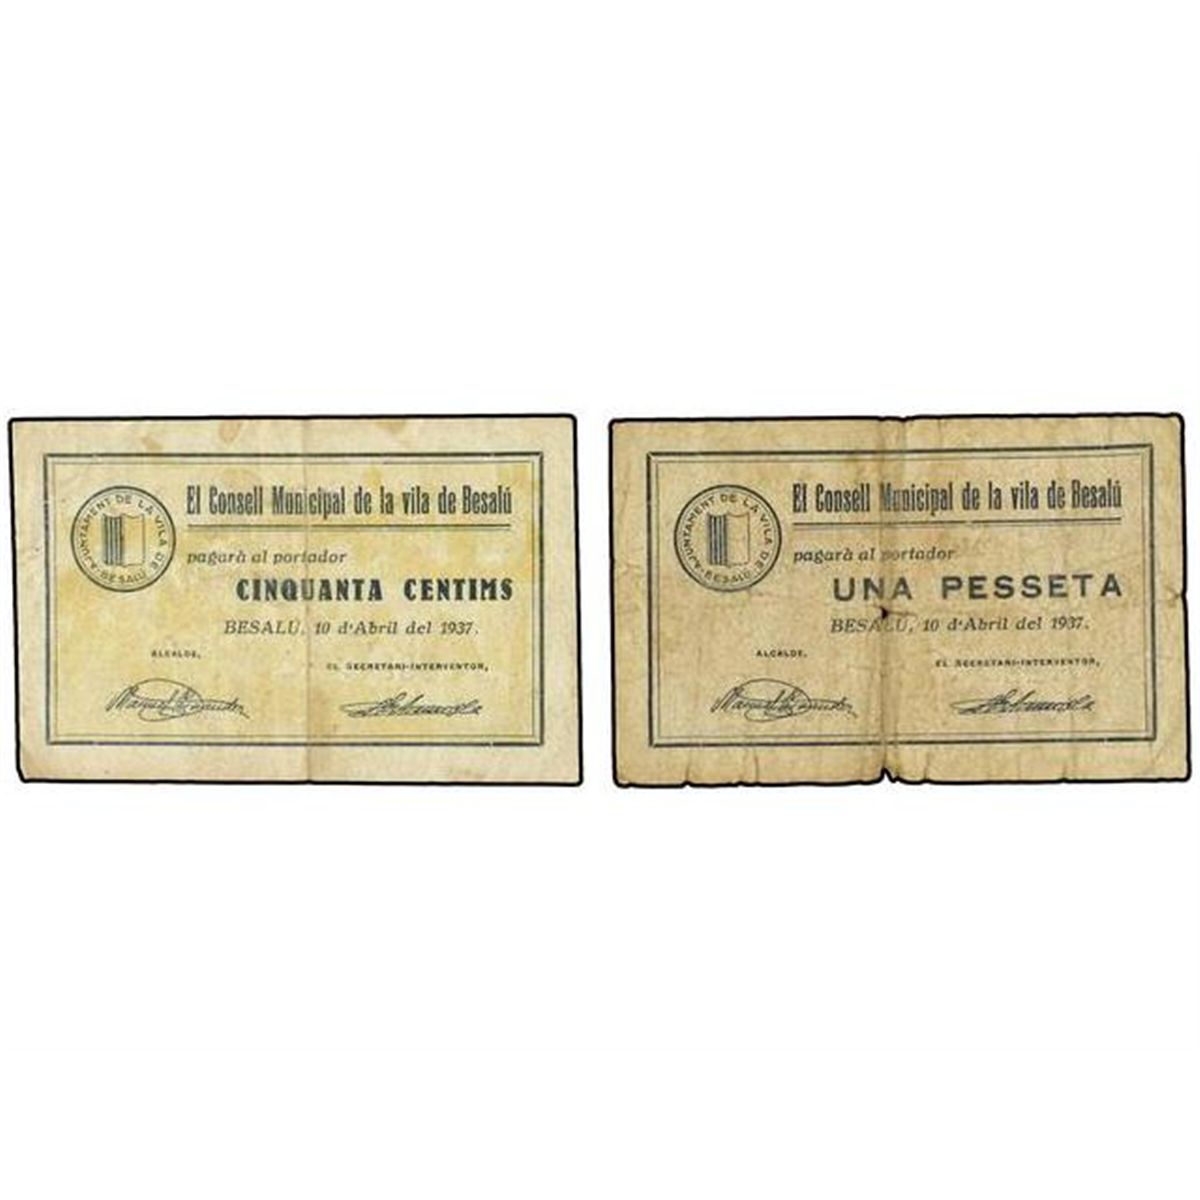 AJUNTAMENT DE LA VILA DE BESALÚ
El Consell Municipal de la vila de Besalú
pagarà al portador
CINQUANTA CENTIMS
BESALÚ, 10 d'Abril del 1937.
ALCALDE,
EL SECRETARI-INTERVENTOR,
AJUNTAMENT DE LA VILA DE BESALÚ
El Consell Municipal de la vila de Besalú
pagarà al portador
UNA PESSETA
BESALÚ, 10 d'Abril del 1937.
ALCALDE,
EL SECRETARI-INTERVENTOR,